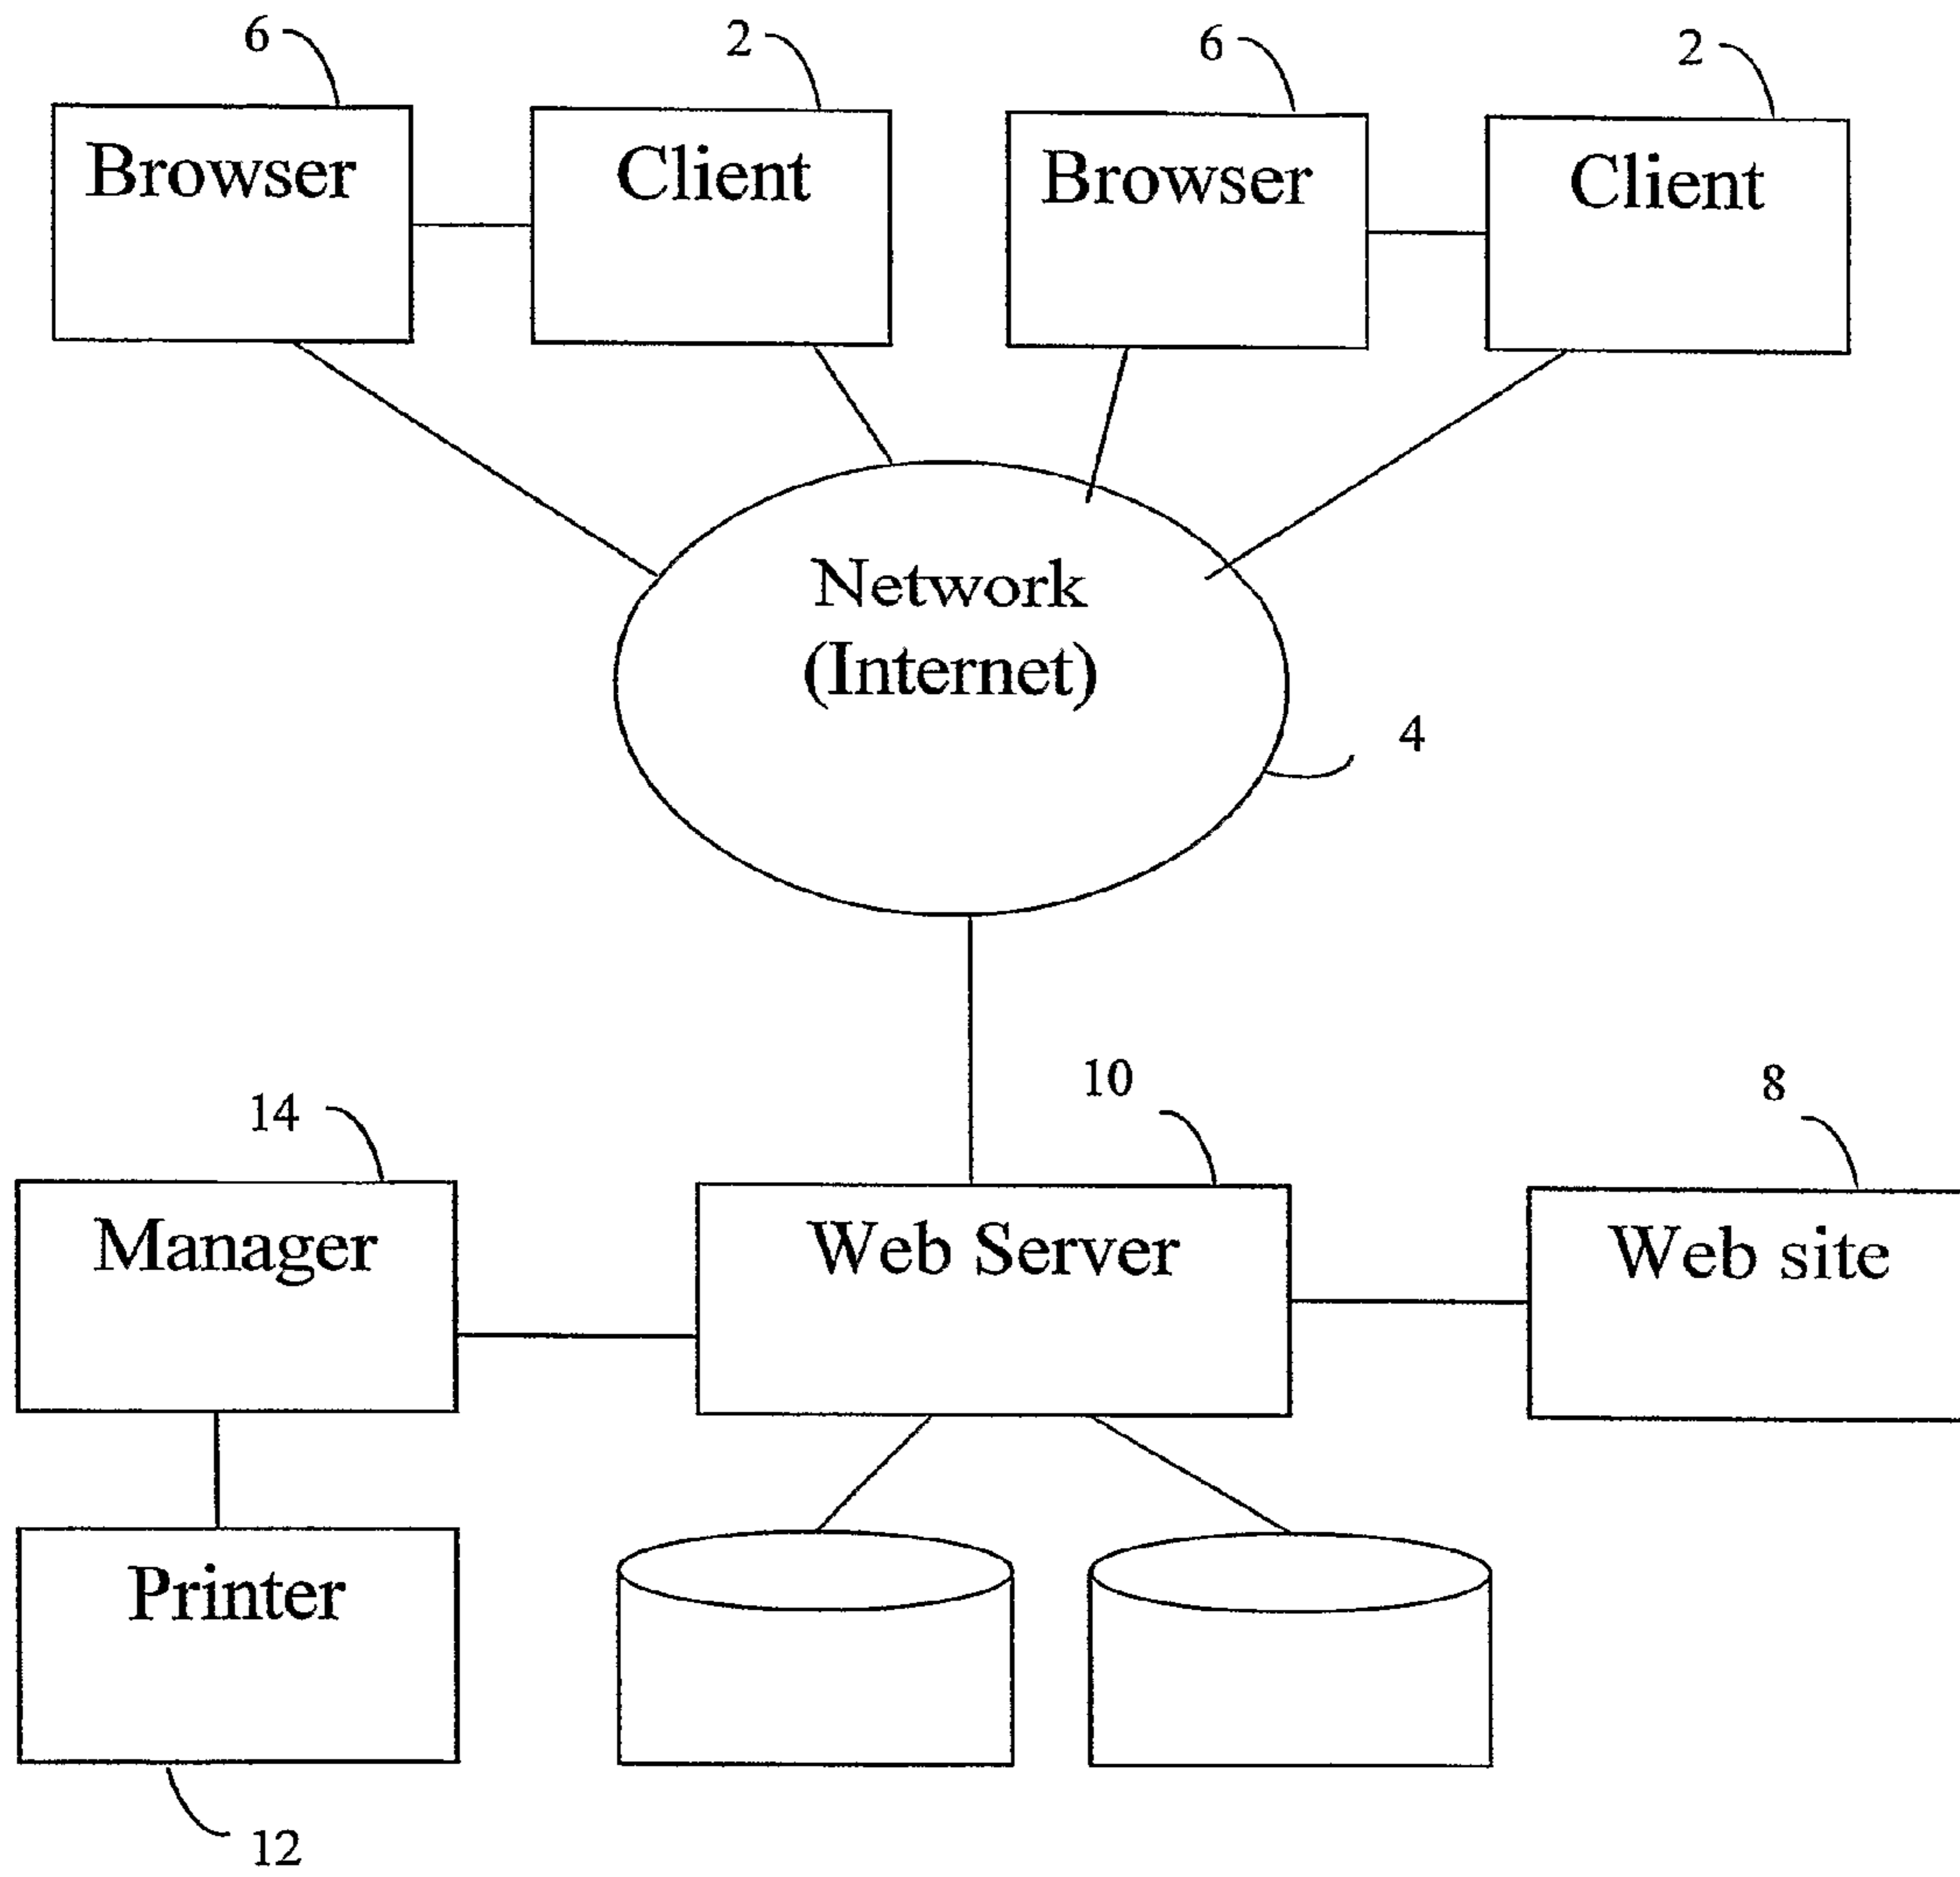 6
2
6
2
Browser
Client
Browser
Client
Network
(Internet)
4
14
10
8
Manager
Web Server
Web site
Printer
12